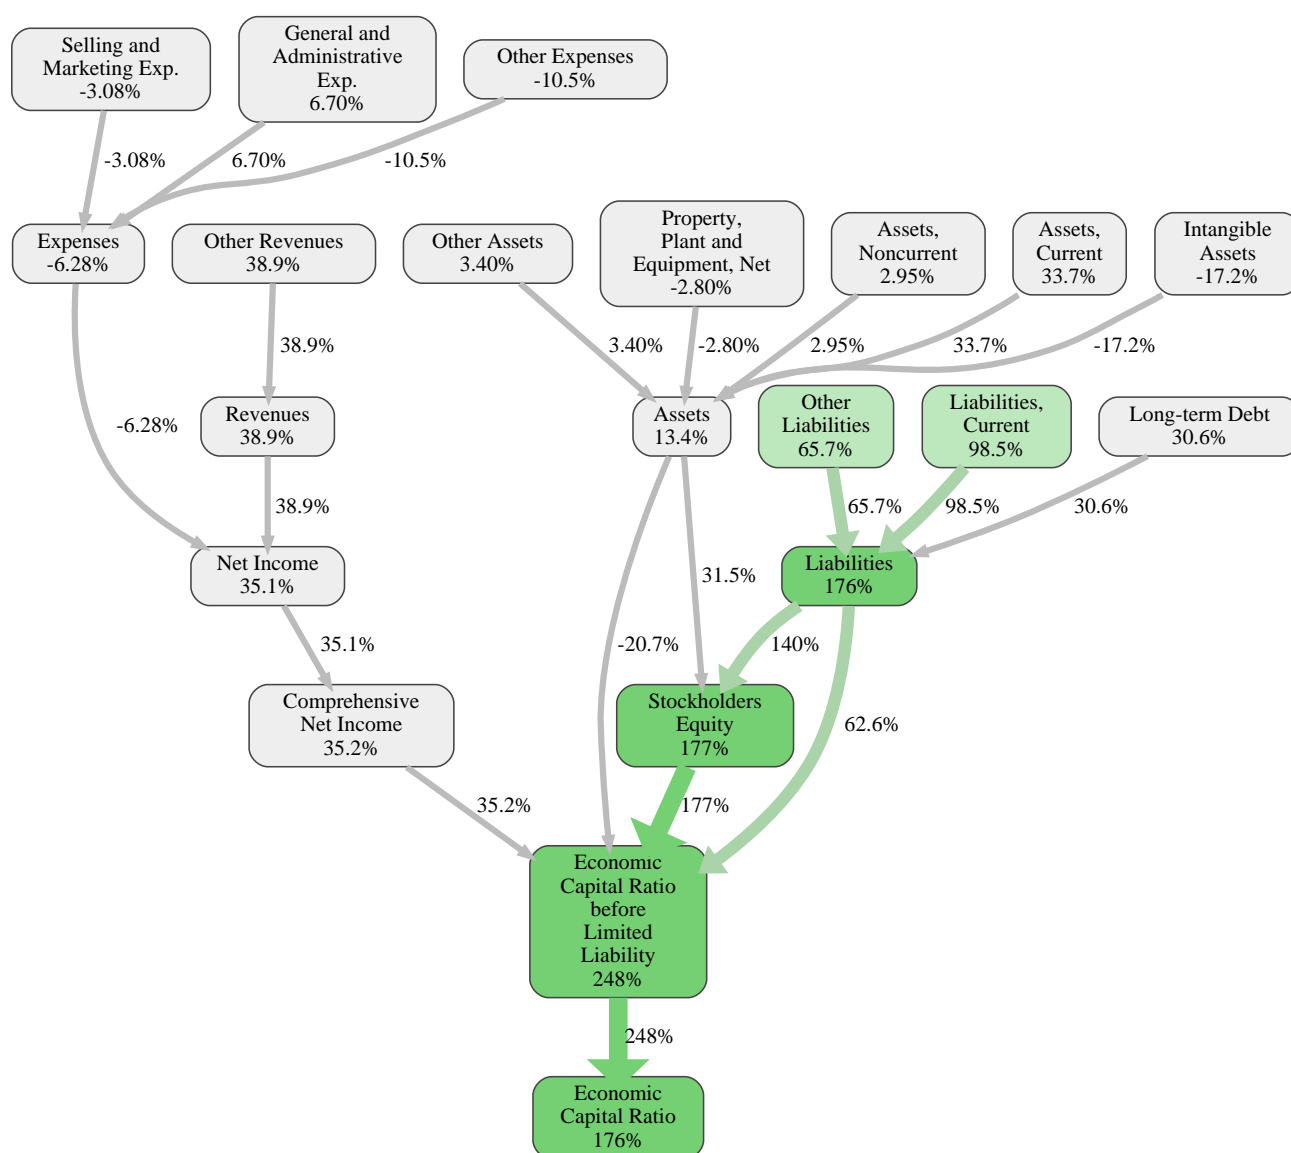 Selling and
Marketing Exp.
-3.08%
General and
Administrative
Exp.
6.70%
Other Expenses
-10.5%
-3.08%
6.70%
-10.5%
Expenses
-6.28%
Other Revenues
38.9%
Other Assets
3.40%
Property,
Plant and
Equipment, Net
-2.80%
Assets,
Noncurrent
2.95%
Assets,
Current
33.7%
Intangible
Assets
-17.2%
38.9%
3.40%
-2.80%
2.95%
33.7%
-17.2%
-6.28%
Revenues
38.9%
Assets
13.4%
Other
Liabilities
65.7%
Liabilities,
Current
98.5%
Long-term Debt
30.6%
38.9%
65.7%
98.5%
30.6%
Net Income
35.1%
31.5%
Liabilities
176%
35.1%
-20.7%
140%
Comprehensive
Net Income
35.2%
Stockholders
Equity
177%
62.6%
35.2%
177%
Economic
Capital Ratio
before
Limited
Liability
248%
248%
Economic
Capital Ratio
176%